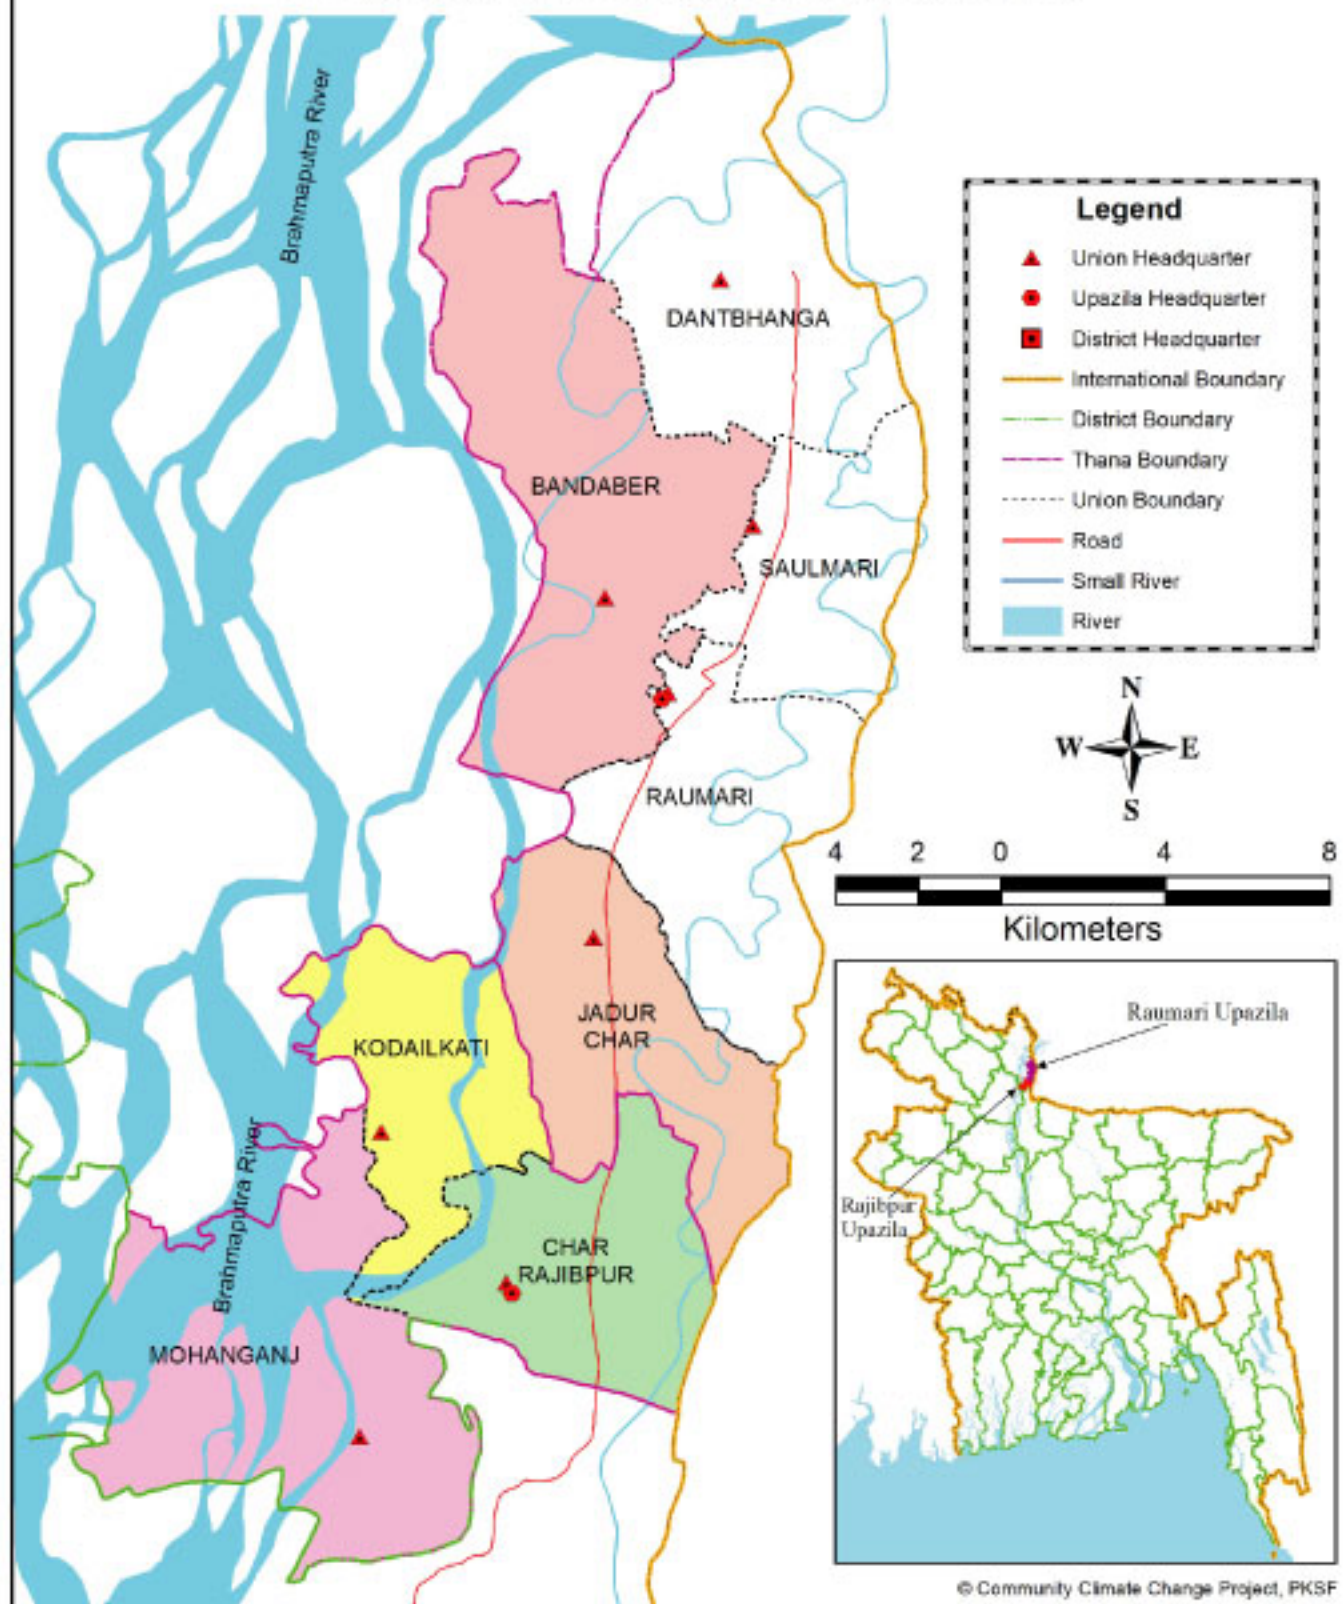 Brahmaputra River
DANTBHANGA
BANDABER
SAULMARI
RAUMARI
JADUR
CHAR
KODAILKATI
Brahmaputra River
CHAR
RAJIBPUR
MOHANGANJ
Legend
Union Headquarter
Upazila Headquarter
District Headquarter
International Boundary
District Boundary
Thana Boundary
Union Boundary
Road
Small River
River
N
W E
S
4 2 0 4 8
Kilometers
Raumari Upazila
Rajibpur
Upazila
© Community Climate Change Project, PKSF